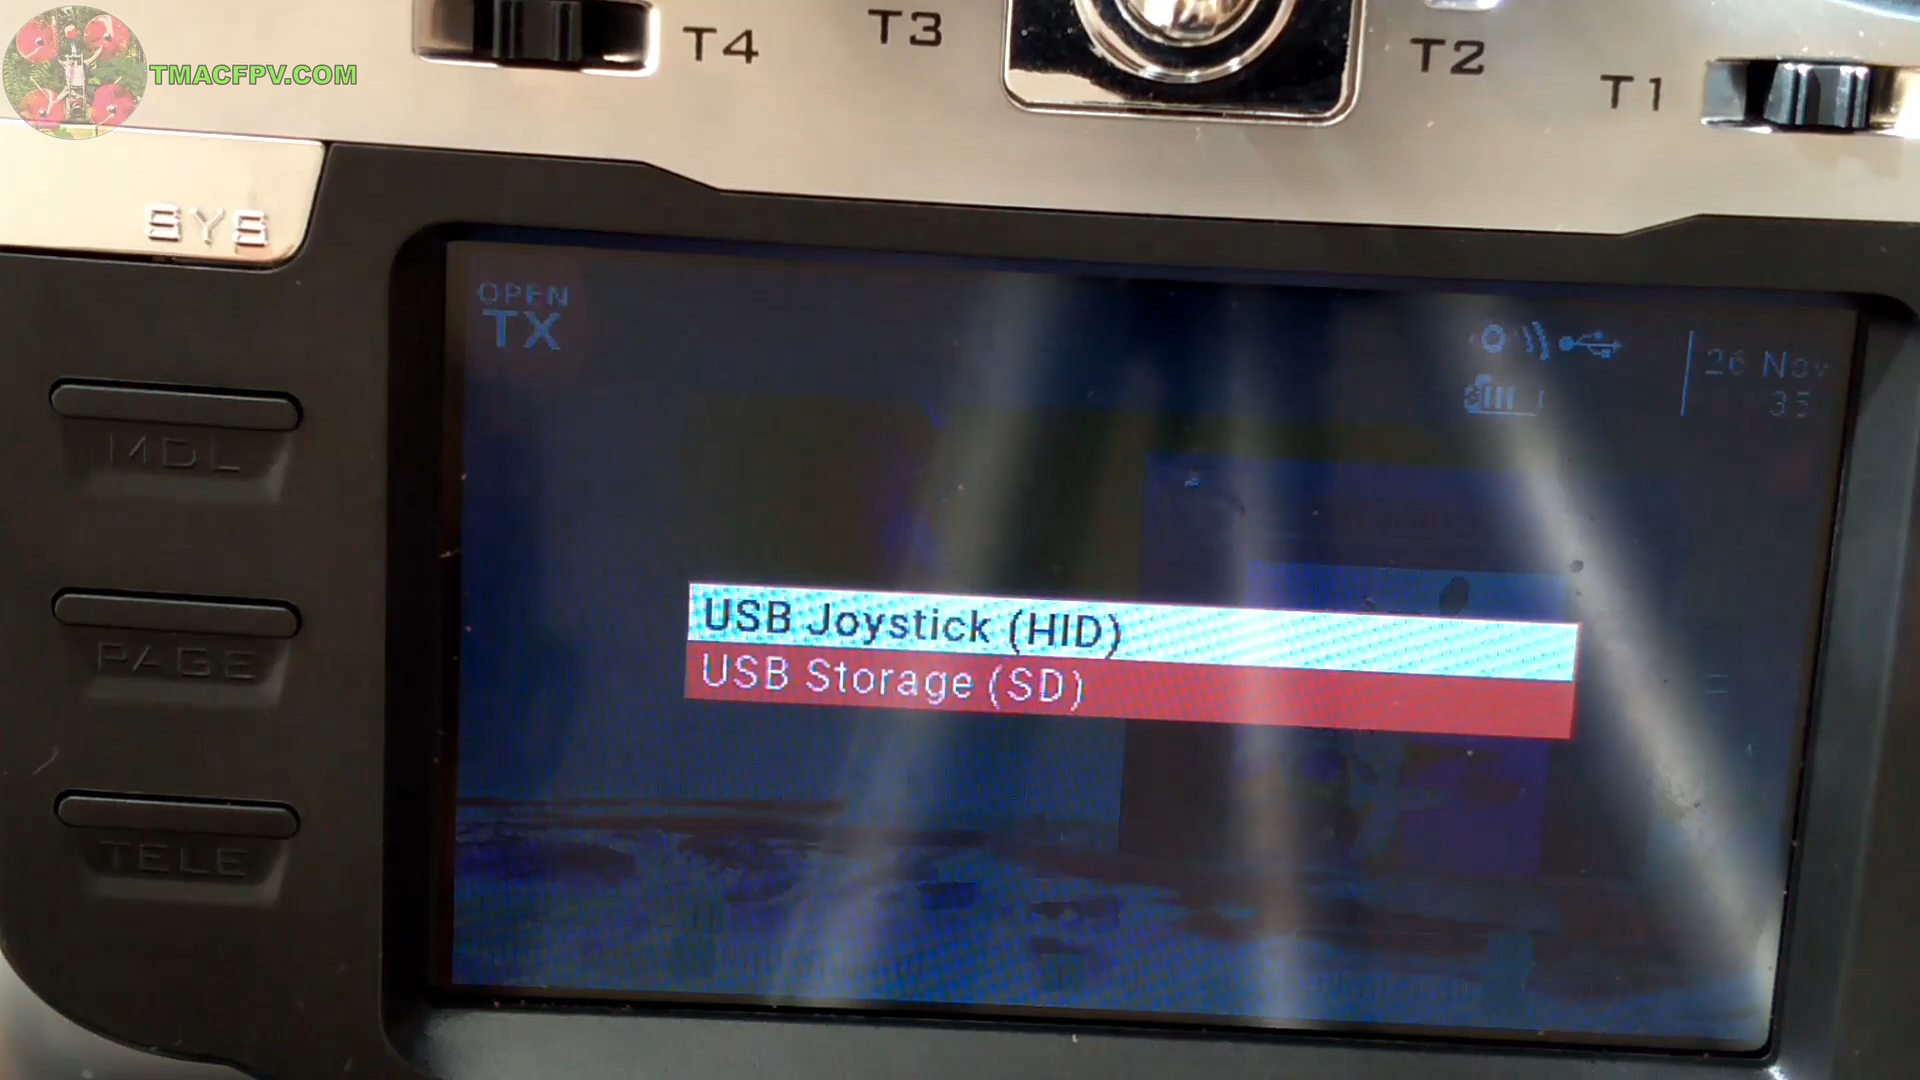 TMACFPV.COM
T4
T3
T2
T1
SYS
OPEN
TX
26 Nov
35
MDL
PAGE
TELE
USB Joystick (HID)
USB Storage (SD)